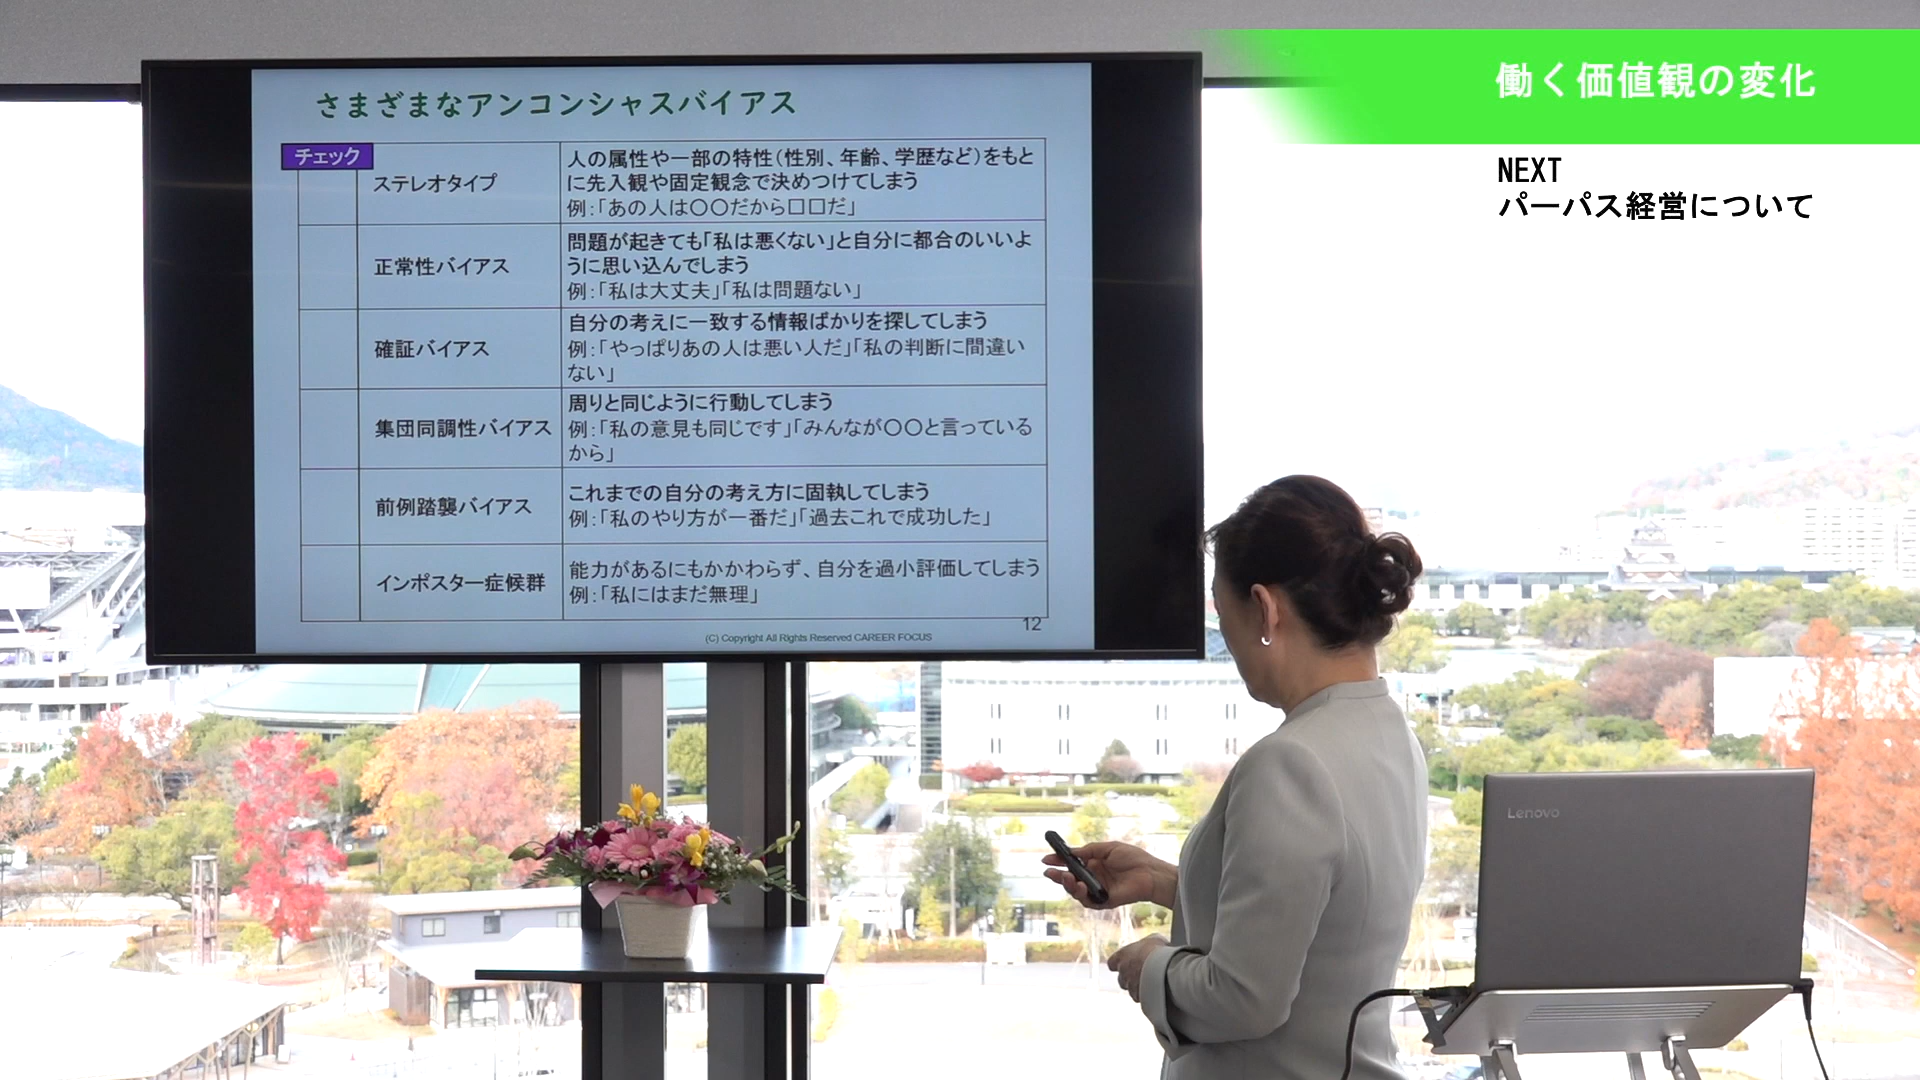 働く価値観の変化
NEXT
パーパス経営について
さまざまなアンコンシャスバイアス
チェック
ステレオタイプ
人の属性や一部の特性(性別、年齢、学歴など)をもと
に先入観や固定観念で決めつけてしまう
例:「あの人は〇〇だから□□だ」
正常性バイアス
問題が起きても「私は悪くない」と自分に都合のいいよ
うに思い込んでしまう
例:「私は大丈夫」「私は問題ない」
確証バイアス
自分の考えに一致する情報ばかりを探してしまう
例:「やっぱりあの人は悪い人だ」「私の判断に間違い
ない」
集団同調性バイアス
周りと同じように行動してしまう
例:「私の意見も同じです」「みんなが〇〇と言っている
から」
前例踏襲バイアス
これまでの自分の考え方に固執してしまう
例:「私のやり方が一番だ」「過去これで成功した」
インポスター症候群
能力があるにもかかわらず、自分を過小評価してしまう
例:「私にはまだ無理」
12
(C) Copyright All Rights Reserved CAREER FOCUS
Lenovo